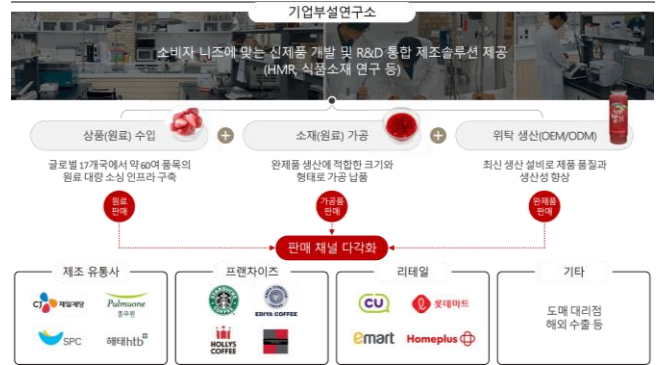 기업부설연구소
소비자 니즈에 맞는 신제품 개발 및 R&D 통합 제조솔루션 제공
(HMR, 식품소재 연구 등)
상품(원료) 수입
소재(원료) 가공
위탁 생산(OEM/ODM)
글로벌 17개국에서 약 60여 품목의
원료 대량 소싱 인프라 구축
완제품 생산에 적합한 크기와
형태로 가공 납품
최신 생산 설비로 제품 품질과
생산성 향상
원료
판매
가공품
판매
완제품
판매
판매 채널 다각화
제조 유통사
CJ 제일제당
Pulmuone
풀무원
SPC
해태htb
프랜차이즈
EDIYA COFFEE
HOLLYS
COFFEE
리테일
CU
롯데마트
emart
Homeplus
기타
도매 대리점
해외 수출 등